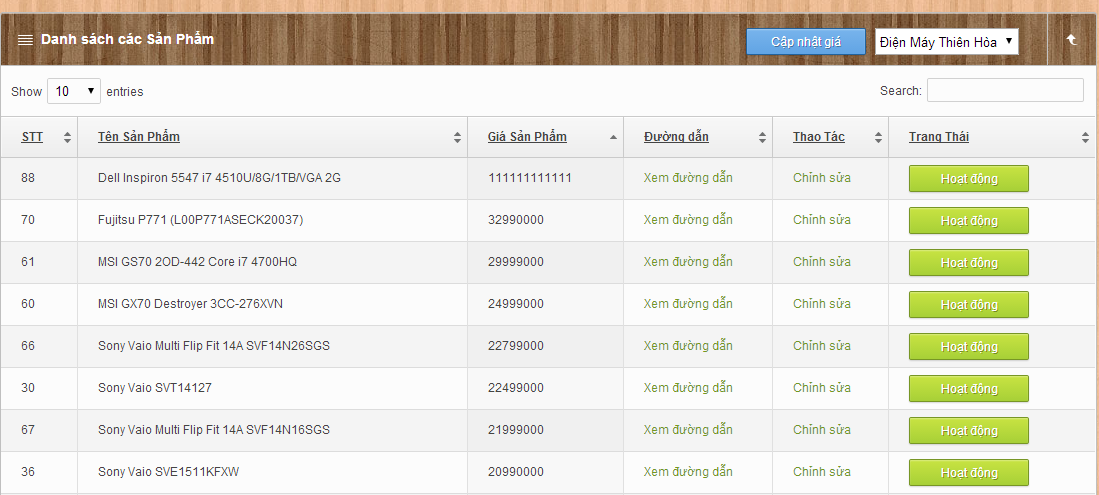 Danh sách các Sản Phẩm Cập nhật giá Điện Máy Thiên Hòa
Show 10 entries Search:
STT Tên Sản Phẩm Giá Sản Phẩm Đường dẫn Thao Tác Trạng Thái
88 Dell Inspiron 5547 i7 4510U/8G/1TB/VGA 2G 111111111111 Xem đường dẫn Chỉnh sửa Hoạt động
70 Fujitsu P771 (L00P771ASECK20037) 32990000 Xem đường dẫn Chỉnh sửa Hoạt động
61 MSI GS70 2OD-442 Core i7 4700HQ 29999000 Xem đường dẫn Chỉnh sửa Hoạt động
60 MSI GX70 Destroyer 3CC-276XVN 24999000 Xem đường dẫn Chỉnh sửa Hoạt động
66 Sony Vaio Multi Flip Fit 14A SVF14N26SGS 22799000 Xem đường dẫn Chỉnh sửa Hoạt động
30 Sony Vaio SVT14127 22499000 Xem đường dẫn Chỉnh sửa Hoạt động
67 Sony Vaio Multi Flip Fit 14A SVF14N16SGS 21999000 Xem đường dẫn Chỉnh sửa Hoạt động
36 Sony Vaio SVE1511KFXW 20990000 Xem đường dẫn Chỉnh sửa Hoạt động